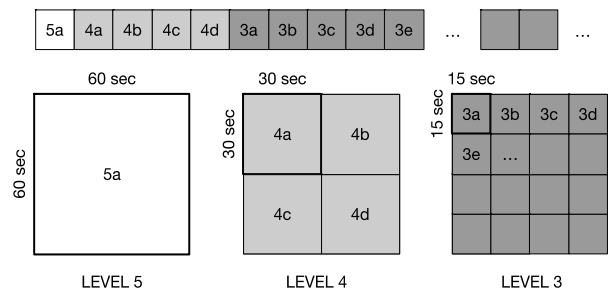 5a 4a 4b 4c 4d 3a 3b 3c 3d 3e ... ...
60 sec 30 sec 15 sec
60 sec 30 sec 15 sec
5a
4a 4b
4c 4d
3a 3b 3c 3d
3e ...
LEVEL 5 LEVEL 4 LEVEL 3